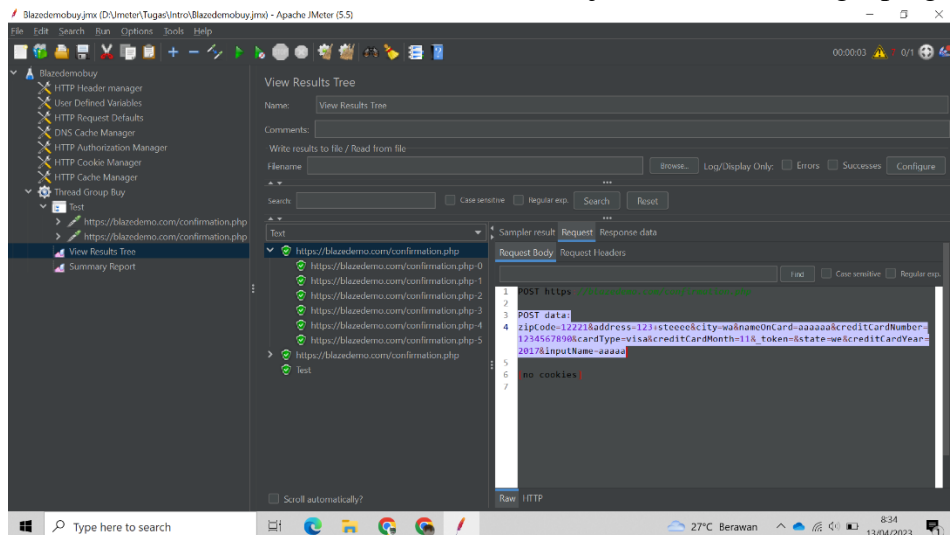 Blazedemobuy.jmx (D:\Jmeter\Tugas\Intro\Blazedemobuy.jmx) - Apache JMeter (5.5)
File Edit Search Run Options Tools Help
00:00:03 0/1
Blazedemobuy
HTTP Header manager
User Defined Variables
HTTP Request Defaults
DNS Cache Manager
HTTP Authorization Manager
HTTP Cookie Manager
HTTP Cache Manager
Thread Group Buy
Test
https://blazedemo.com/confirmation.php
https://blazedemo.com/confirmation.php
View Results Tree
Summary Report
View Results Tree
Name: View Results Tree
Comments:
Write results to file / Read from file
Filename Browse... Log/Display Only: Errors Successes Configure
Search: Case sensitive Regular exp. Search Reset
Text
https://blazedemo.com/confirmation.php
https://blazedemo.com/confirmation.php-0
https://blazedemo.com/confirmation.php-1
https://blazedemo.com/confirmation.php-2
https://blazedemo.com/confirmation.php-3
https://blazedemo.com/confirmation.php-4
https://blazedemo.com/confirmation.php-5
https://blazedemo.com/confirmation.php
Test
Scroll automatically?
Sampler result Request Response data
Request Body Request Headers
Find Case sensitive Regular exp.
1 POST https
2
3 POST data:
4 zipCode=12221&address=123+steeee&city=wa&nameOnCard=aaaaaa&creditCardNumber=
1234567890&cardType=visa&creditCardMonth=11&_token=&state=we&creditCardYear=
2017&inputName=aaaaa
5
6 [no cookies]
7
Raw HTTP
Type here to search
27°C Berawan
8:34
13/04/2023